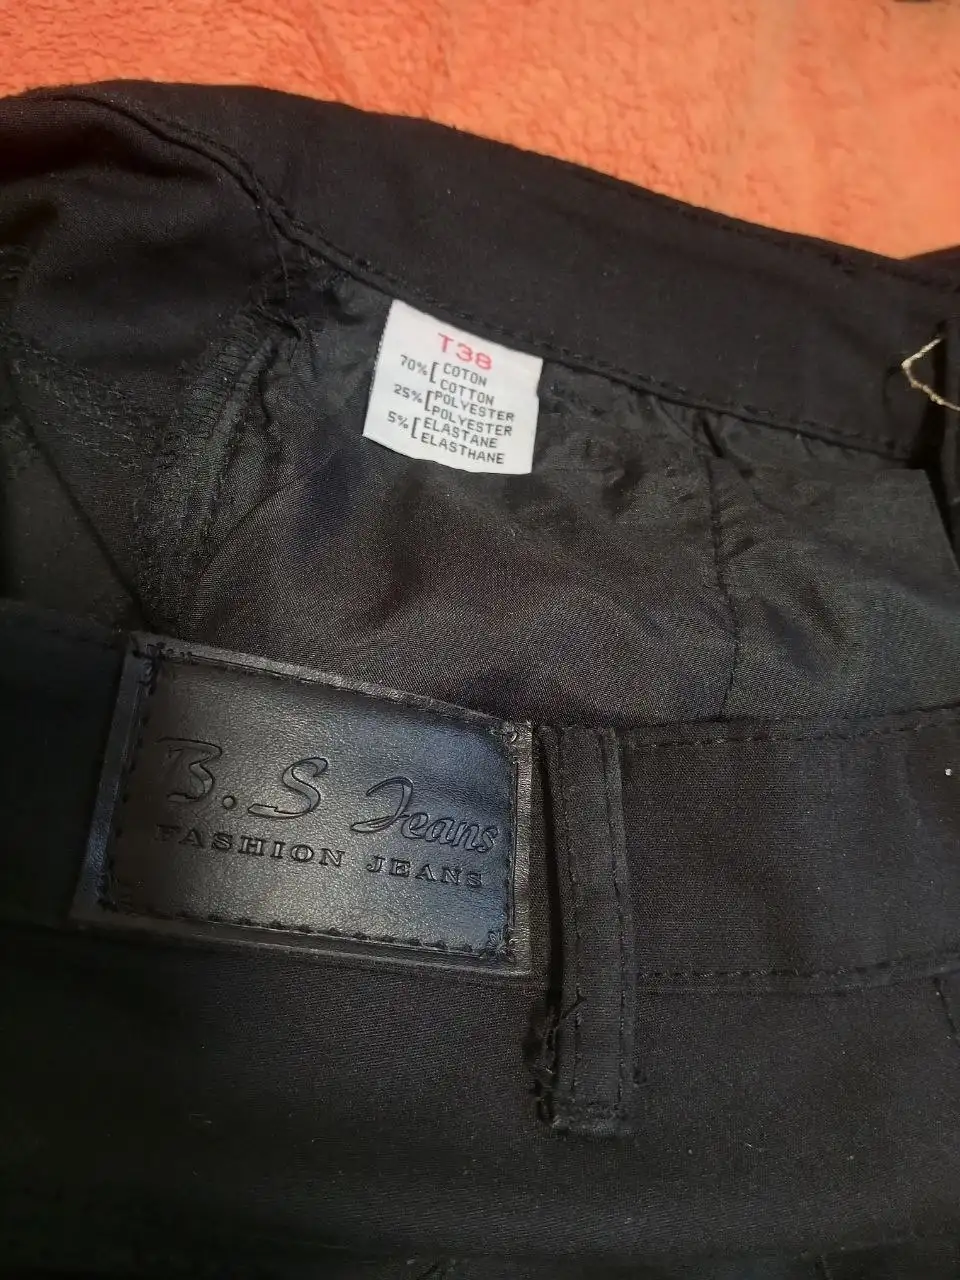 T38
70% [ COTON
COTTON
25% [ POLYESTER
POLYESTER
5% [ ELASTANE
ELASTHANE
B.S Jeans
FASHION JEANS